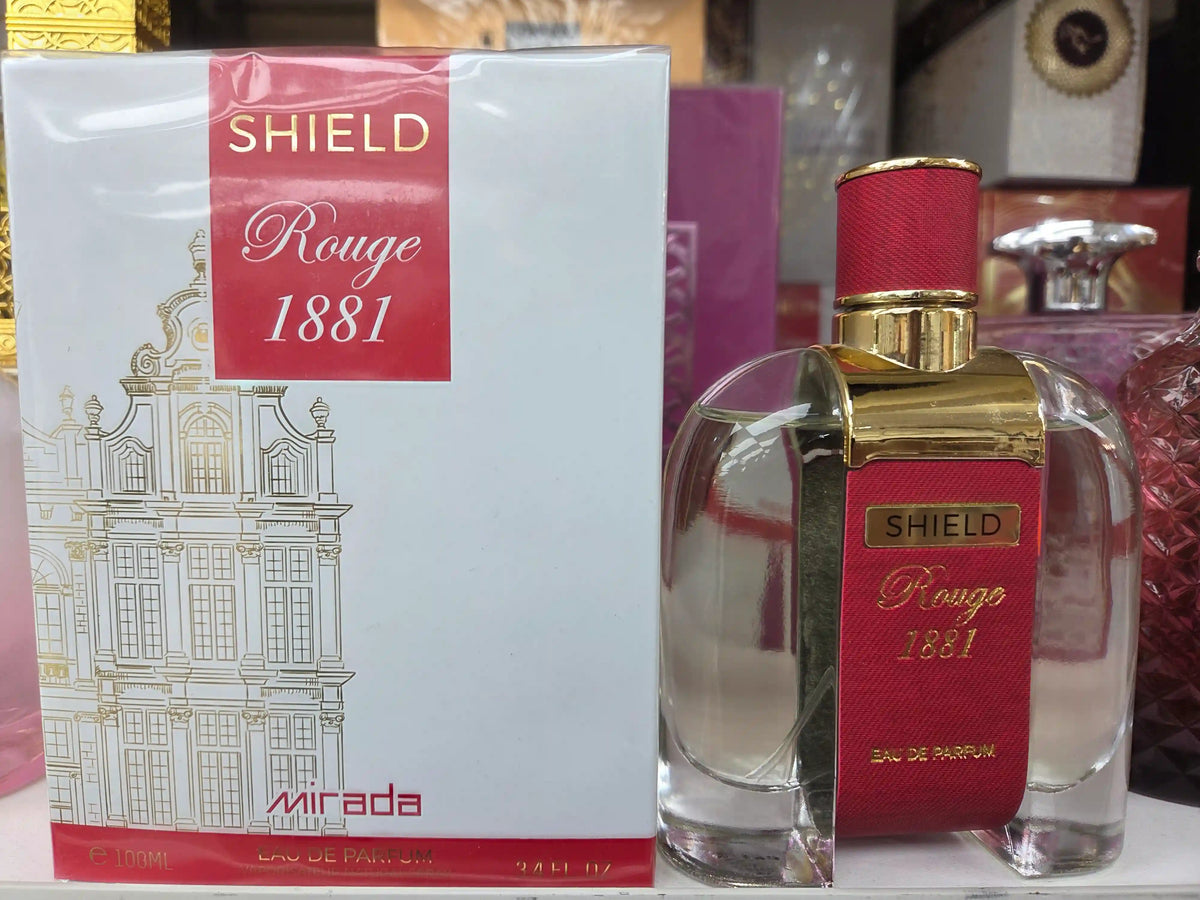 SHIELD
Rouge
1881
mirada
e 100ML
EAU DE PARFUM
3.4 FL OZ
SHIELD
Rouge
1881
EAU DE PARFUM